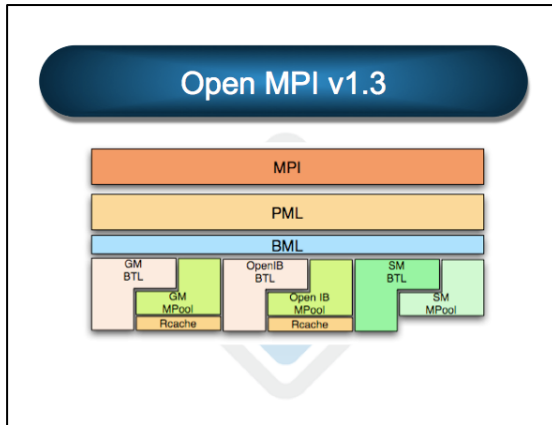 Open MPI v1.3
MPI
PML
BML
GM
BTL
GM
MPool
Rcache
OpenIB
BTL
Open IB
MPool
Rcache
SM
BTL
SM
MPool